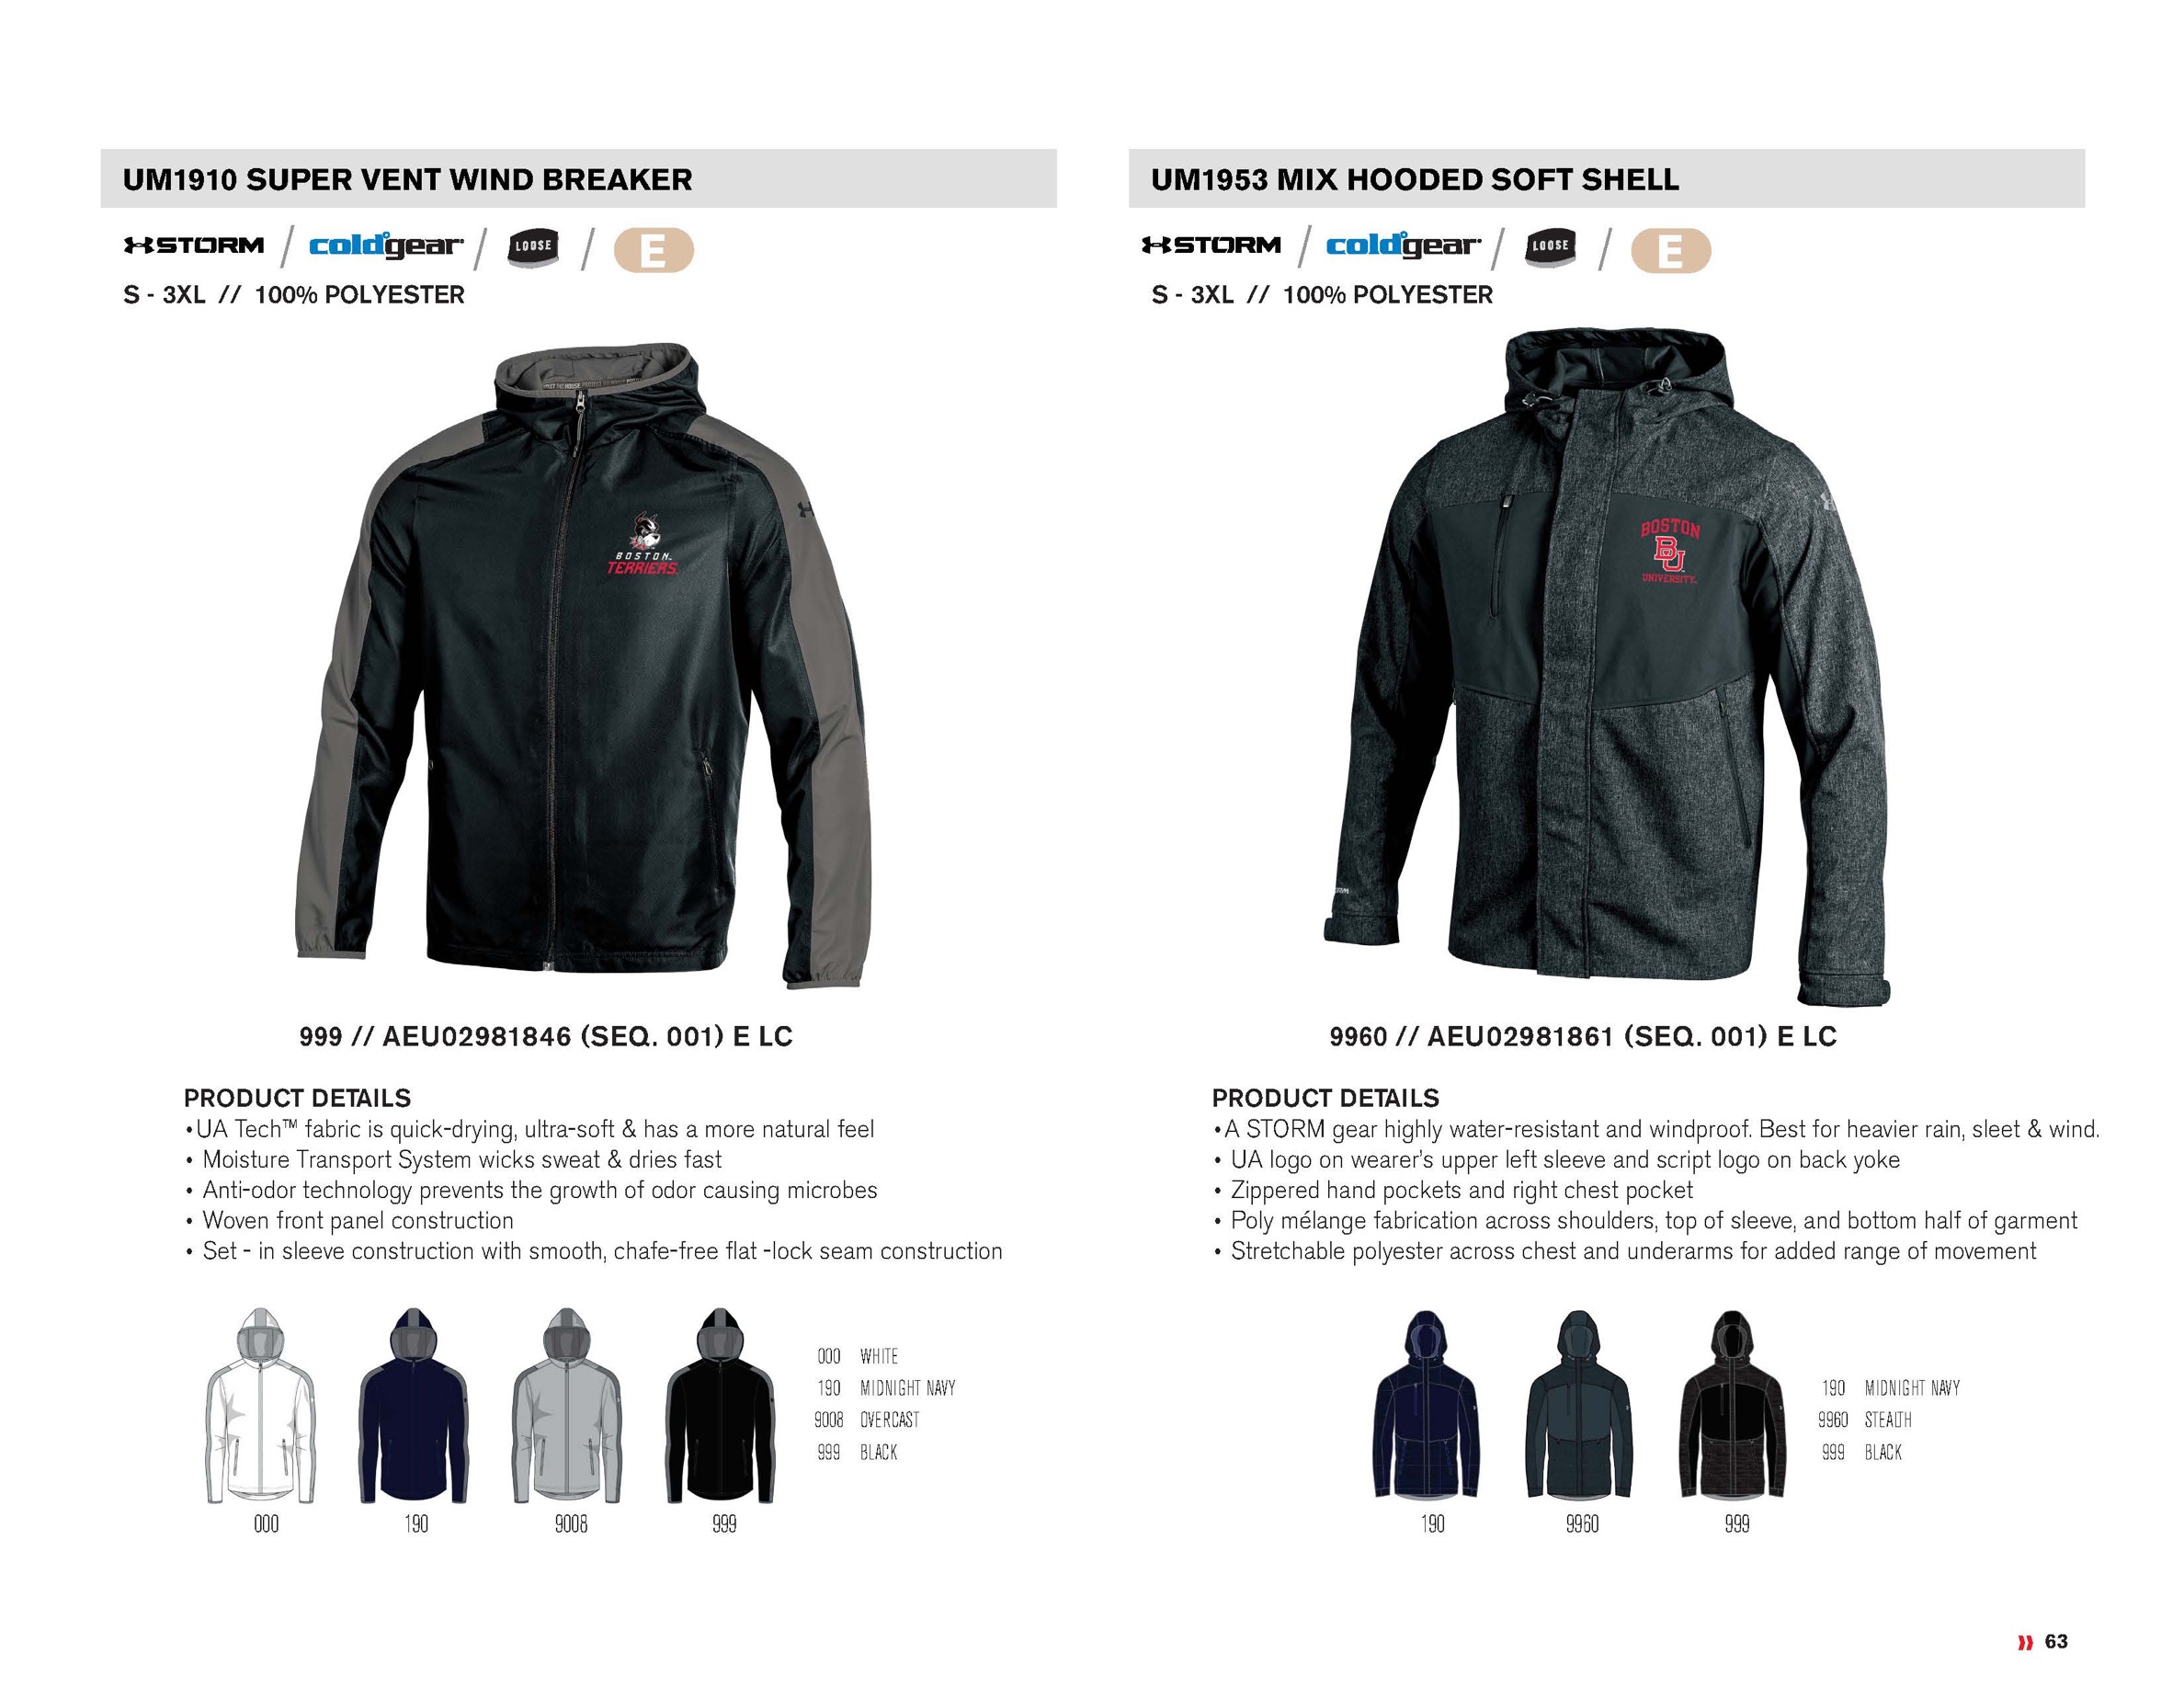 UM1910 SUPER VENT WIND BREAKER
STORM / coldgear / LOOSE / E
S - 3XL // 100% POLYESTER
BOSTON™
TERRIERS
999 // AEU02981846 (SEQ. 001) E LC
PRODUCT DETAILS
•UA Tech™ fabric is quick-drying, ultra-soft & has a more natural feel
• Moisture Transport System wicks sweat & dries fast
• Anti-odor technology prevents the growth of odor causing microbes
• Woven front panel construction
• Set - in sleeve construction with smooth, chafe-free flat -lock seam construction
000 WHITE
190 MIDNIGHT NAVY
9008 OVERCAST
999 BLACK
000 190 9008 999
UM1953 MIX HOODED SOFT SHELL
STORM / coldgear / LOOSE / E
S - 3XL // 100% POLYESTER
BOSTON
BU
UNIVERSITY
9960 // AEU02981861 (SEQ. 001) E LC
PRODUCT DETAILS
•A STORM gear highly water-resistant and windproof. Best for heavier rain, sleet & wind.
• UA logo on wearer's upper left sleeve and script logo on back yoke
• Zippered hand pockets and right chest pocket
• Poly mélange fabrication across shoulders, top of sleeve, and bottom half of garment
• Stretchable polyester across chest and underarms for added range of movement
190 MIDNIGHT NAVY
9960 STEALTH
999 BLACK
190 9960 999
63